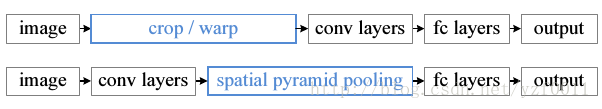 image crop / warp conv layers fc layers output
image conv layers spatial pyramid pooling fc layers output